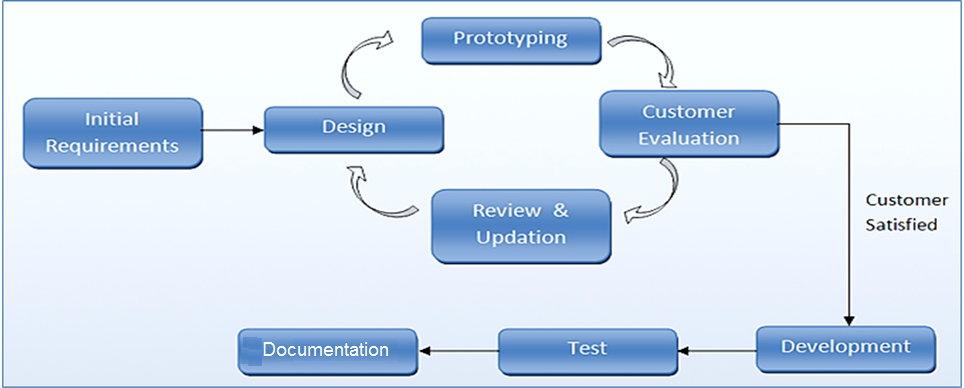 Initial
Requirements
Design
Prototyping
Customer
Evaluation
Review & 
Updation
Customer
Satisfied
Development
Test
Documentation